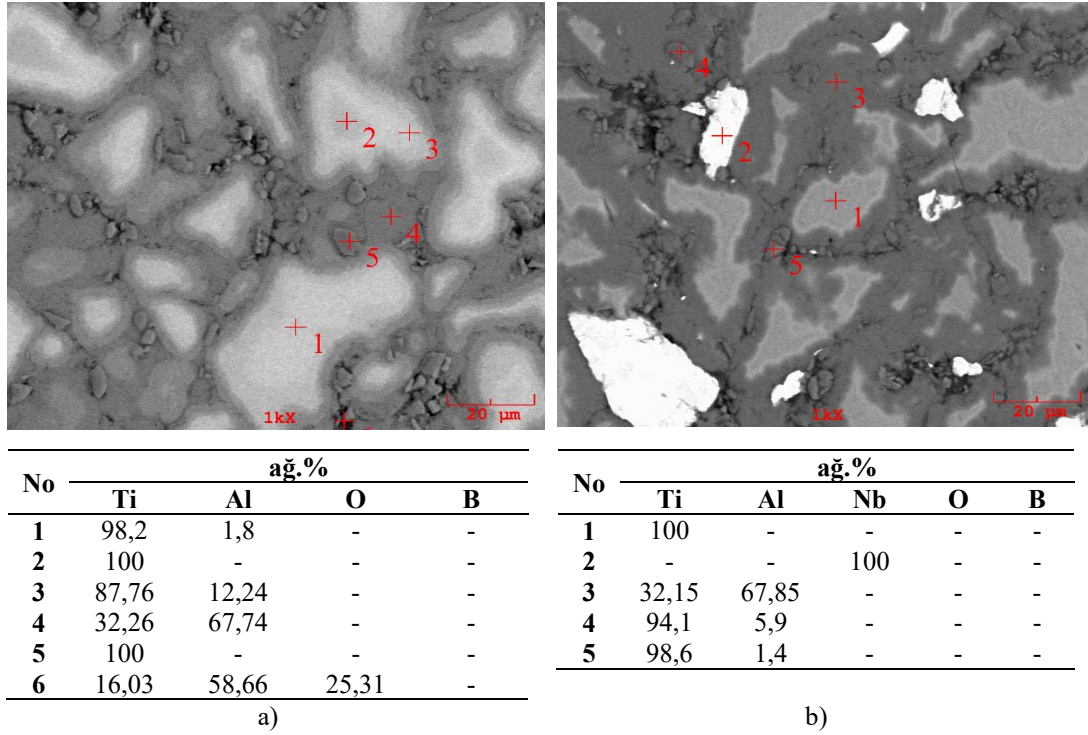 2
3
4
5
1
1kX
20 µm
4
3
2
1
5
1kX
20 µm
No ağ.%
Ti Al O B
1 98,2 1,8 - -
2 100 - - -
3 87,76 12,24 - -
4 32,26 67,74 - -
5 100 - - -
6 16,03 58,66 25,31 -
a)
No ağ.%
Ti Al Nb O B
1 100 - - - -
2 - - 100 - -
3 32,15 67,85 - - -
4 94,1 5,9 - - -
5 98,6 1,4 - - -
b)